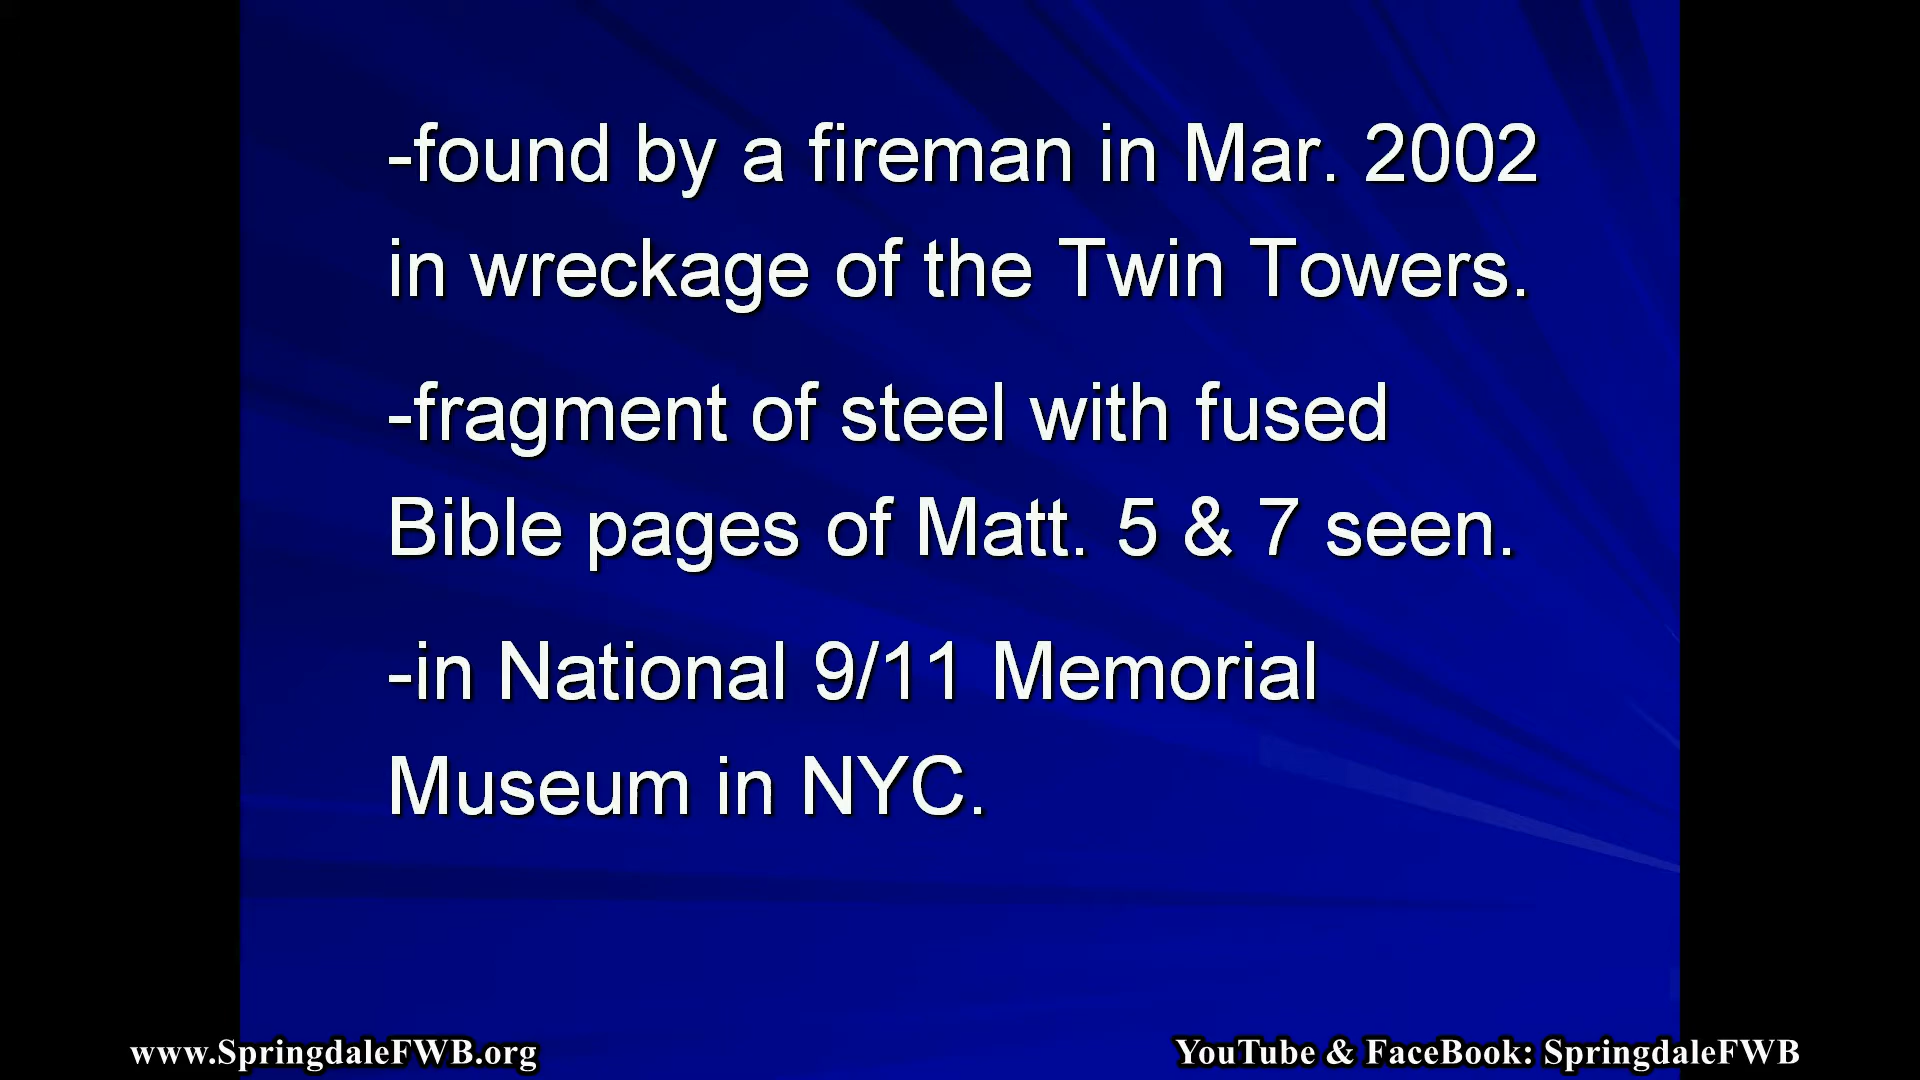 -found by a fireman in Mar. 2002
in wreckage of the Twin Towers.
-fragment of steel with fused
Bible pages of Matt. 5 & 7 seen.
-in National 9/11 Memorial
Museum in NYC.
www.SpringdaleFWB.org
YouTube & FaceBook: SpringdaleFWB